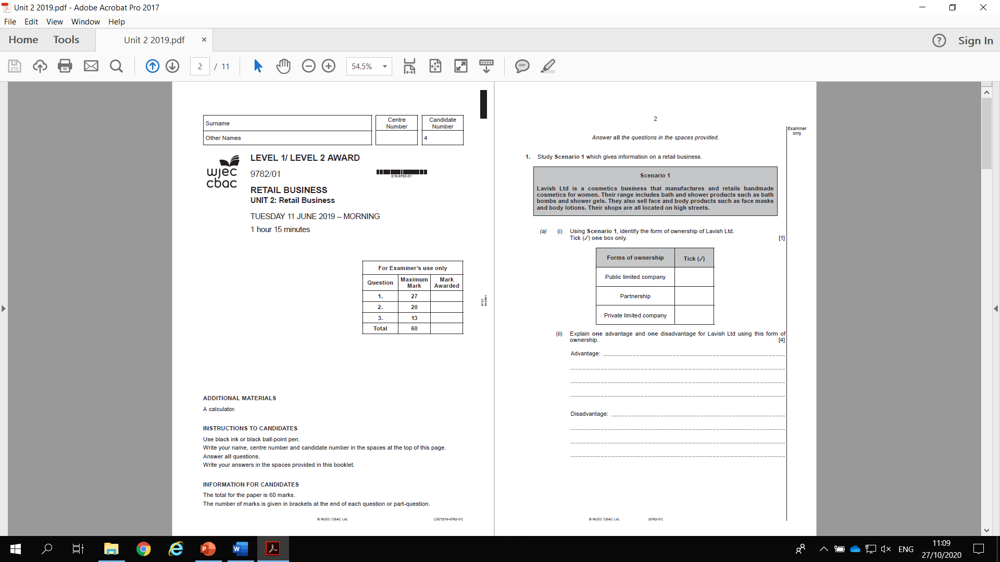 Unit 2 2019.pdf - Adobe Acrobat Pro 2017
File Edit View Window Help
Home Tools Unit 2 2019.pdf × ? Sign In
2 / 11 54.5%
Surname
Other Names
Centre Number
Candidate Number
4
wjec
cbac
LEVEL 1/ LEVEL 2 AWARD
9782/01
S19-9782-01
RETAIL BUSINESS
UNIT 2: Retail Business
TUESDAY 11 JUNE 2019 – MORNING
1 hour 15 minutes
For Examiner's use only
Question Maximum Mark Mark Awarded
1. 27
2. 20
3. 13
Total 60
9782
010001
ADDITIONAL MATERIALS
A calculator.
INSTRUCTIONS TO CANDIDATES
Use black ink or black ball-point pen.
Write your name, centre number and candidate number in the spaces at the top of this page.
Answer all questions.
Write your answers in the spaces provided in this booklet.
INFORMATION FOR CANDIDATES
The total for the paper is 60 marks.
The number of marks is given in brackets at the end of each question or part-question.
© WJEC CBAC Ltd. LDE*(S19-9782-01)
2
Examiner
only
Answer all the questions in the spaces provided.
1. Study Scenario 1 which gives information on a retail business.
Scenario 1
Lavish Ltd is a cosmetics business that manufactures and retails handmade
cosmetics for women. Their range includes bath and shower products such as bath
bombs and shower gels. They also sell face and body products such as face masks
and body lotions. Their shops are all located on high streets.
(a) (i) Using Scenario 1, identify the form of ownership of Lavish Ltd.
Tick (✓) one box only. [1]
Forms of ownership Tick (✓)
Public limited company
Partnership
Private limited company
(ii) Explain one advantage and one disadvantage for Lavish Ltd using this form of
ownership. [4]
Advantage:
Disadvantage:
© WJEC CBAC Ltd. (9782-01)
ENG
11:09
27/10/2020